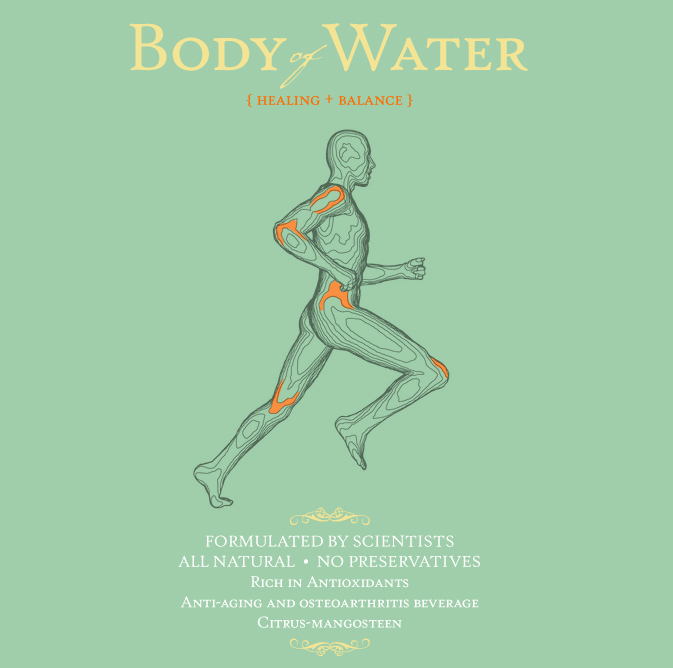 BODY of WATER
{ HEALING + BALANCE }
FORMULATED BY SCIENTISTS
ALL NATURAL • NO PRESERVATIVES
RICH IN ANTIOXIDANTS
ANTI-AGING AND OSTEOARTHRITIS BEVERAGE
CITRUS-MANGOSTEEN